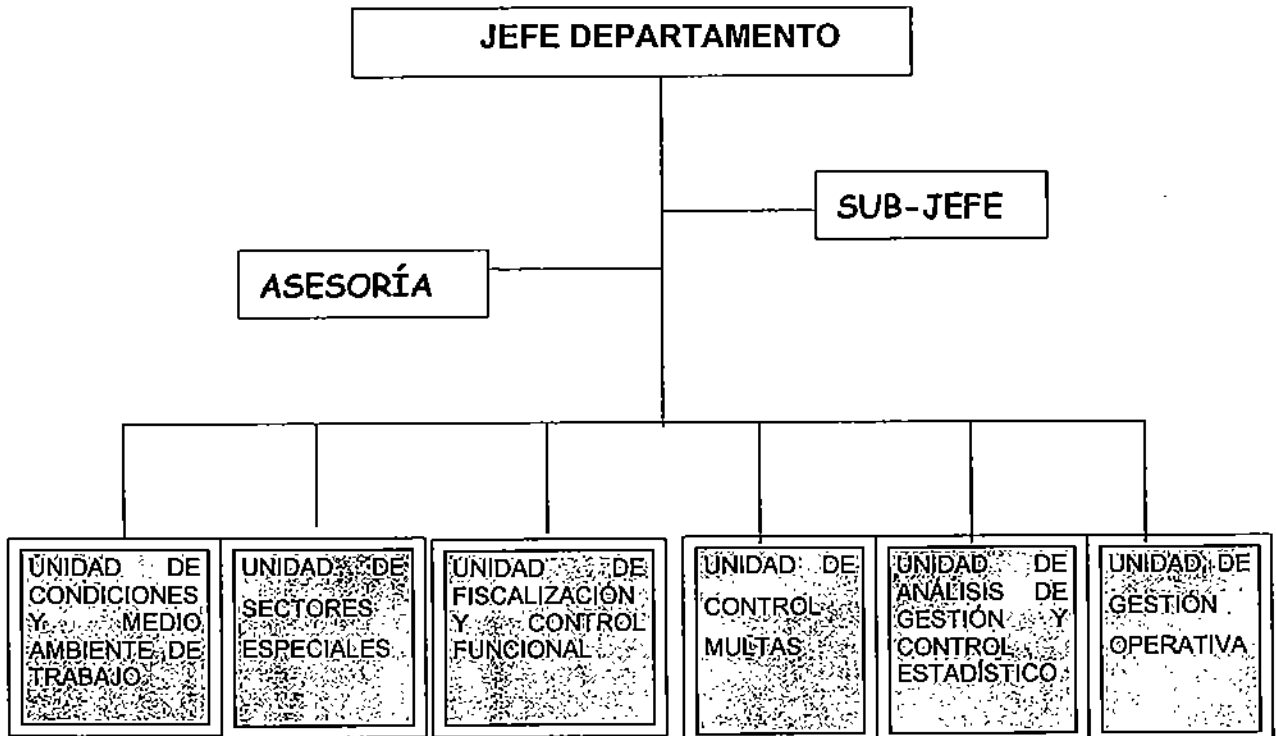 JEFE DEPARTAMENTO
SUB-JEFE
ASESORÍA
UNIDAD DE
CONDICIONES
Y MEDIO
AMBIENTE DE
TRABAJO
UNIDAD DE
SECTORES
ESPECIALES
UNIDAD DE
FISCALIZACIÓN
Y CONTROL
FUNCIONAL
UNIDAD DE
CONTROL
MULTAS
UNIDAD DE
ANÁLISIS DE
GESTIÓN Y
CONTROL
ESTADÍSTICO
UNIDAD DE
GESTIÓN
OPERATIVA